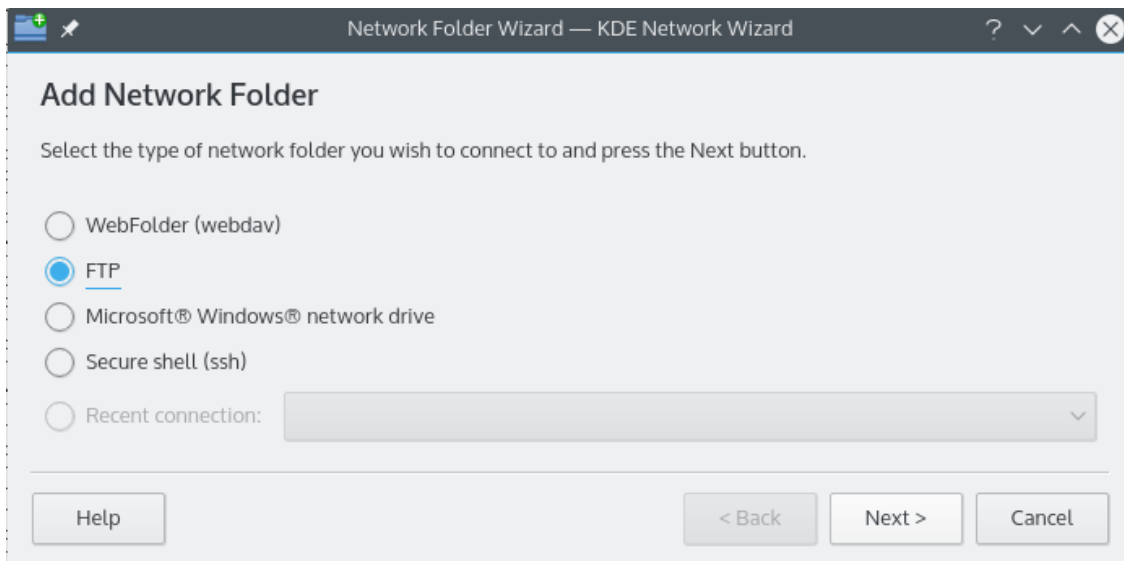 Network Folder Wizard — KDE Network Wizard
Add Network Folder
Select the type of network folder you wish to connect to and press the Next button.
WebFolder (webdav)
FTP
Microsoft® Windows® network drive
Secure shell (ssh)
Recent connection:
Help < Back Next > Cancel